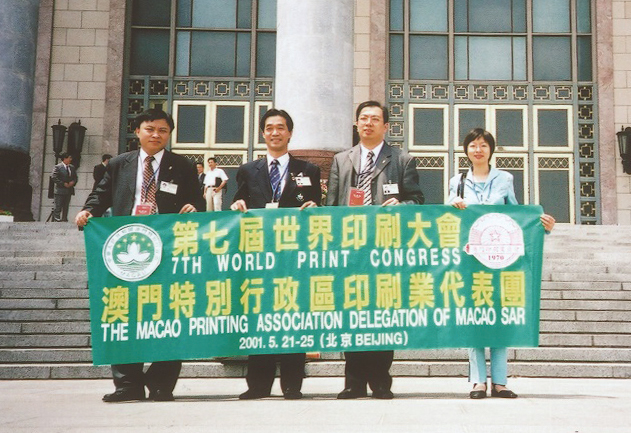 第七屆世界印刷大會
7TH WORLD PRINT CONGRESS
澳門特別行政區印刷業代表團
THE MACAO PRINTING ASSOCIATION DELEGATION OF MACAO SAR
2001. 5. 21-25 (北京 BEIJING)
1970